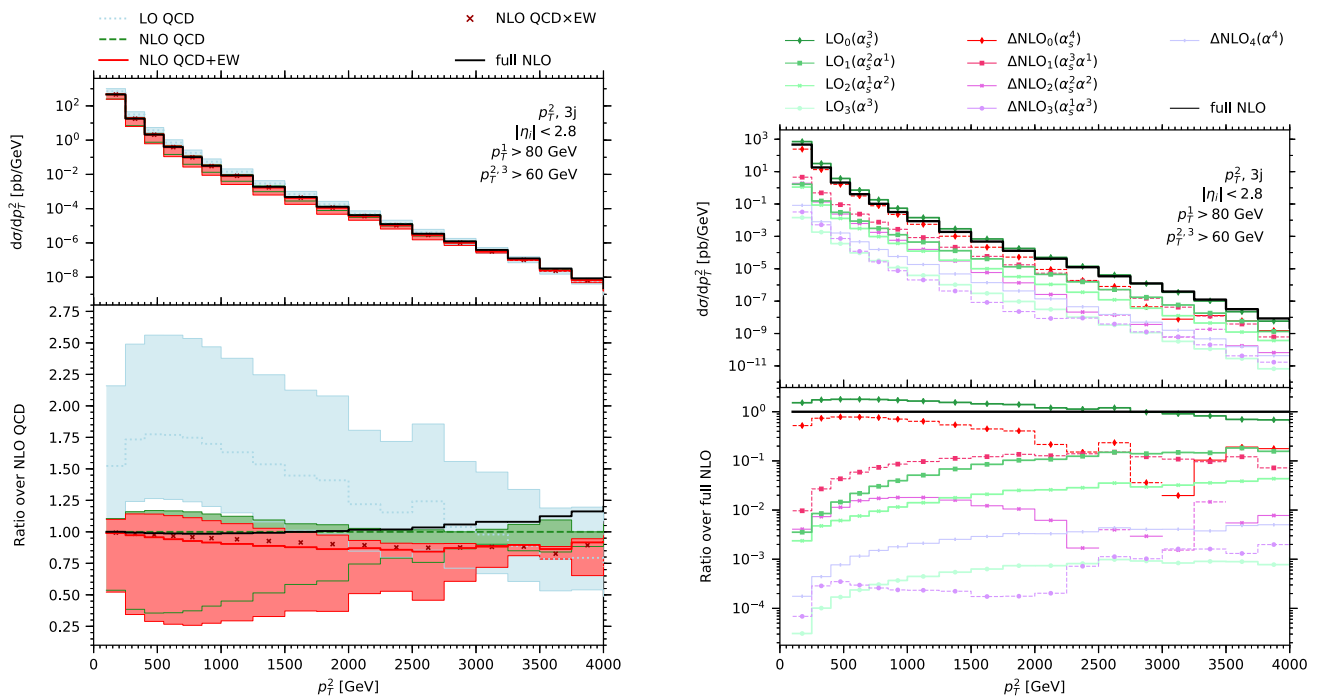 LO QCD
NLO QCD
NLO QCD+EW
NLO QCD×EW
full NLO
p_T^2, 3j
|η_i| < 2.8
p_T^1 > 80 GeV
p_T^{2,3} > 60 GeV
dσ/dp_T^2 [pb/GeV]
10^2
10^0
10^{-2}
10^{-4}
10^{-6}
10^{-8}
Ratio over NLO QCD
2.75
2.50
2.25
2.00
1.75
1.50
1.25
1.00
0.75
0.50
0.25
0 500 1000 1500 2000 2500 3000 3500 4000
p_T^2 [GeV]
LO_0(α_s^3)
LO_1(α_s^2α^1)
LO_2(α_s^1α^2)
LO_3(α^3)
ΔNLO_0(α_s^4)
ΔNLO_1(α_s^3α^1)
ΔNLO_2(α_s^2α^2)
ΔNLO_3(α_s^1α^3)
ΔNLO_4(α^4)
full NLO
p_T^2, 3j
|η_i| < 2.8
p_T^1 > 80 GeV
p_T^{2,3} > 60 GeV
dσ/dp_T^2 [pb/GeV]
10^3
10^1
10^{-1}
10^{-3}
10^{-5}
10^{-7}
10^{-9}
10^{-11}
Ratio over full NLO
10^0
10^{-1}
10^{-2}
10^{-3}
10^{-4}
0 500 1000 1500 2000 2500 3000 3500 4000
p_T^2 [GeV]